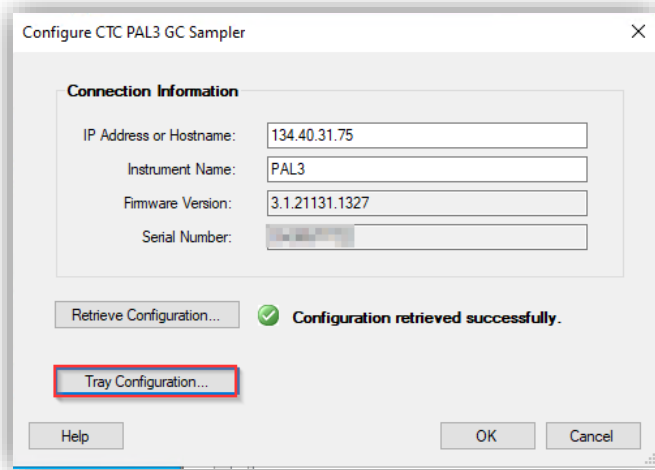 Configure CTC PAL3 GC Sampler
Connection Information
IP Address or Hostname: 134.40.31.75
Instrument Name: PAL3
Firmware Version: 3.1.21131.1327
Serial Number:
Retrieve Configuration... Configuration retrieved successfully.
Tray Configuration...
Help OK Cancel